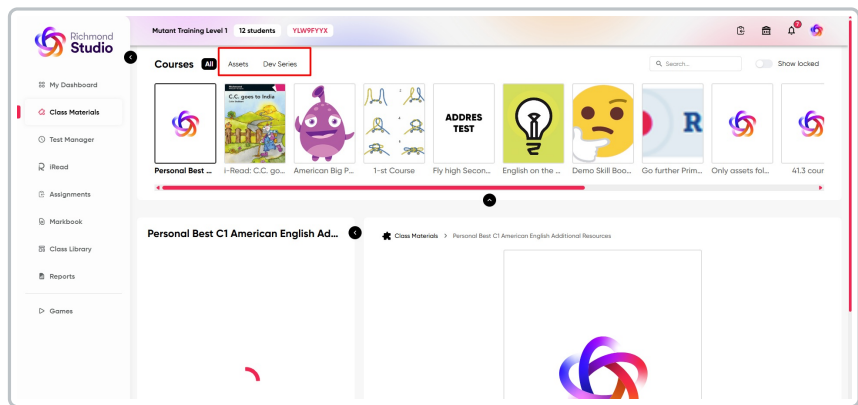 Richmond
Studio
Mutant Training Level 1
12 students
YLW9FYYX
7
My Dashboard
Class Materials
Test Manager
iRead
Assignments
Markbook
Class Library
Reports
Games
Courses
All
Assets
Dev Series
Search...
Show locked
C.C. goes to India
ADDRES
TEST
R
Personal Best ...
i-Read: C.C. go...
American Big P...
1-st Course
Fly high Secon...
English on the ...
Demo Skill Boo...
Go further Prim...
Only assets fol...
41.3 cour
Personal Best C1 American English Ad...
Class Materials > Personal Best C1 American English Additional Resources